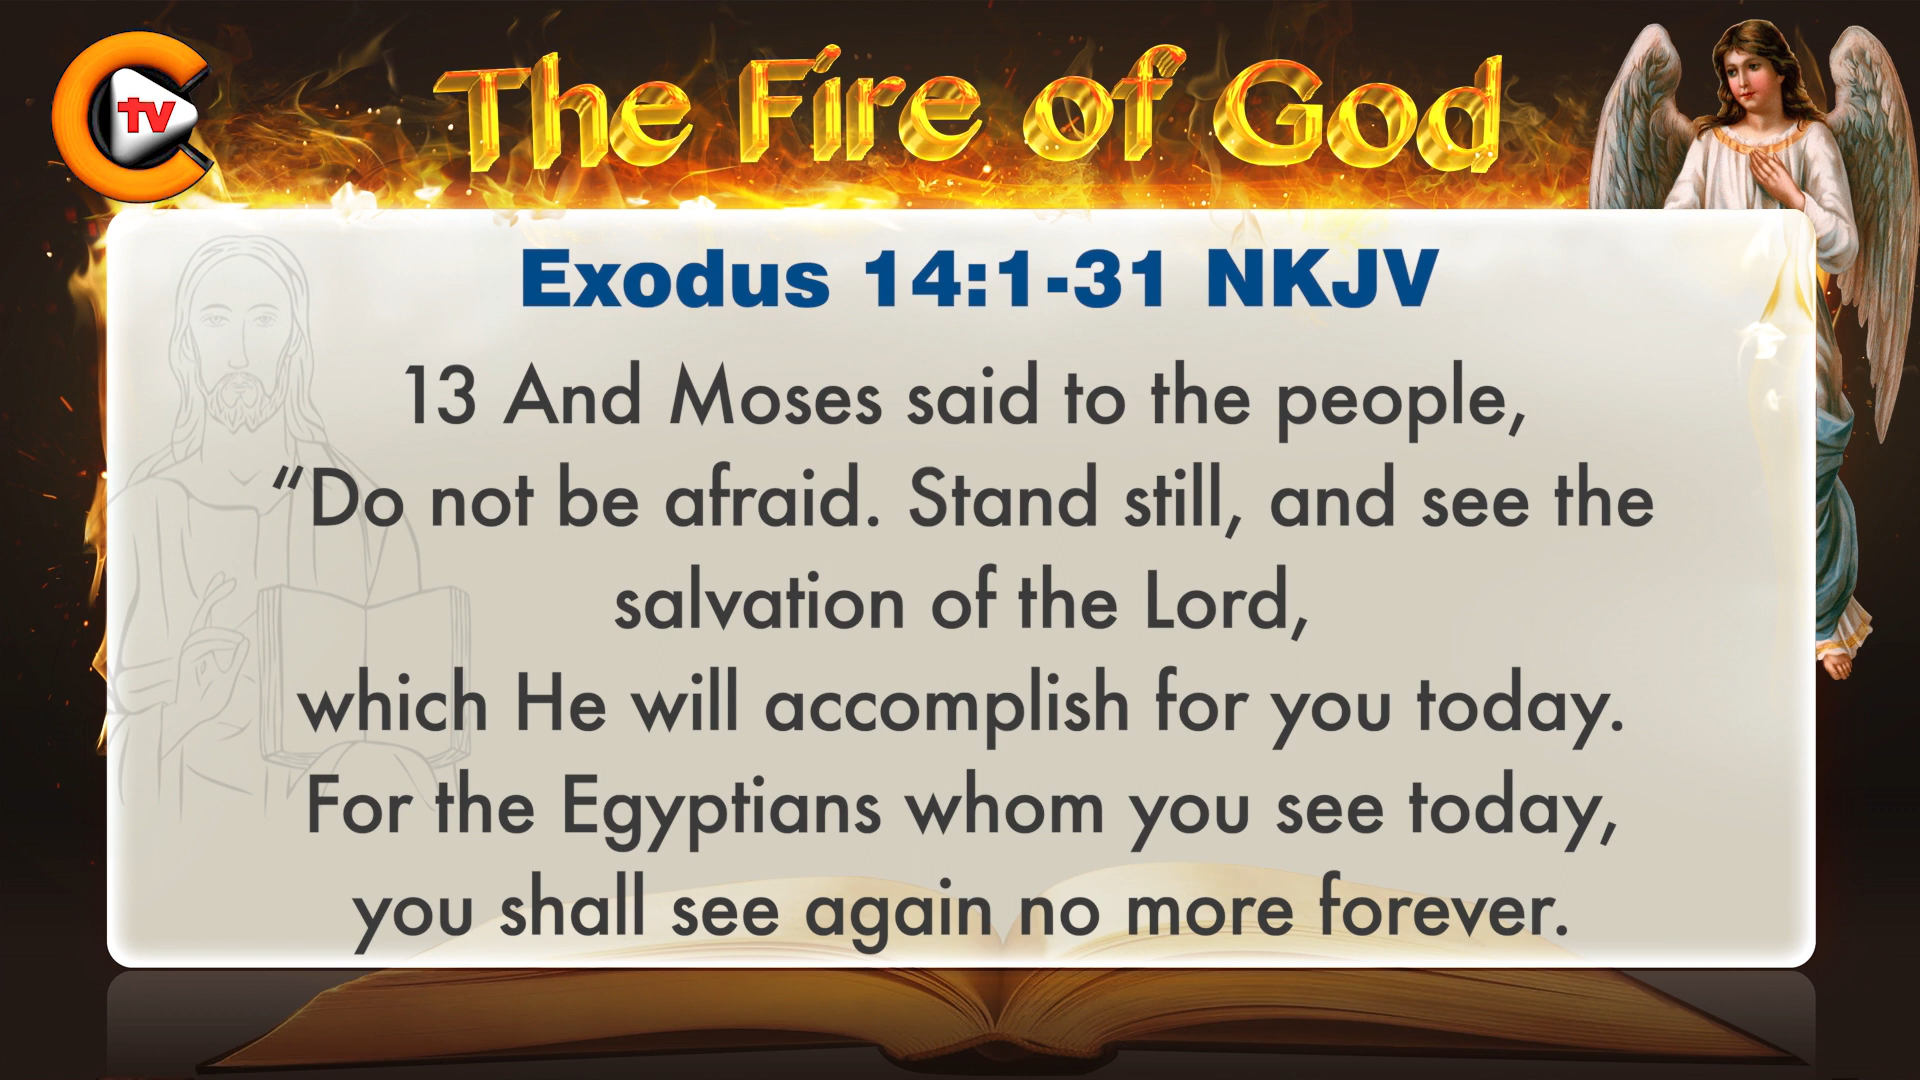 tv
The Fire of God
Exodus 14:1-31 NKJV
13 And Moses said to the people,
“Do not be afraid. Stand still, and see the
salvation of the Lord,
which He will accomplish for you today.
For the Egyptians whom you see today,
you shall see again no more forever.